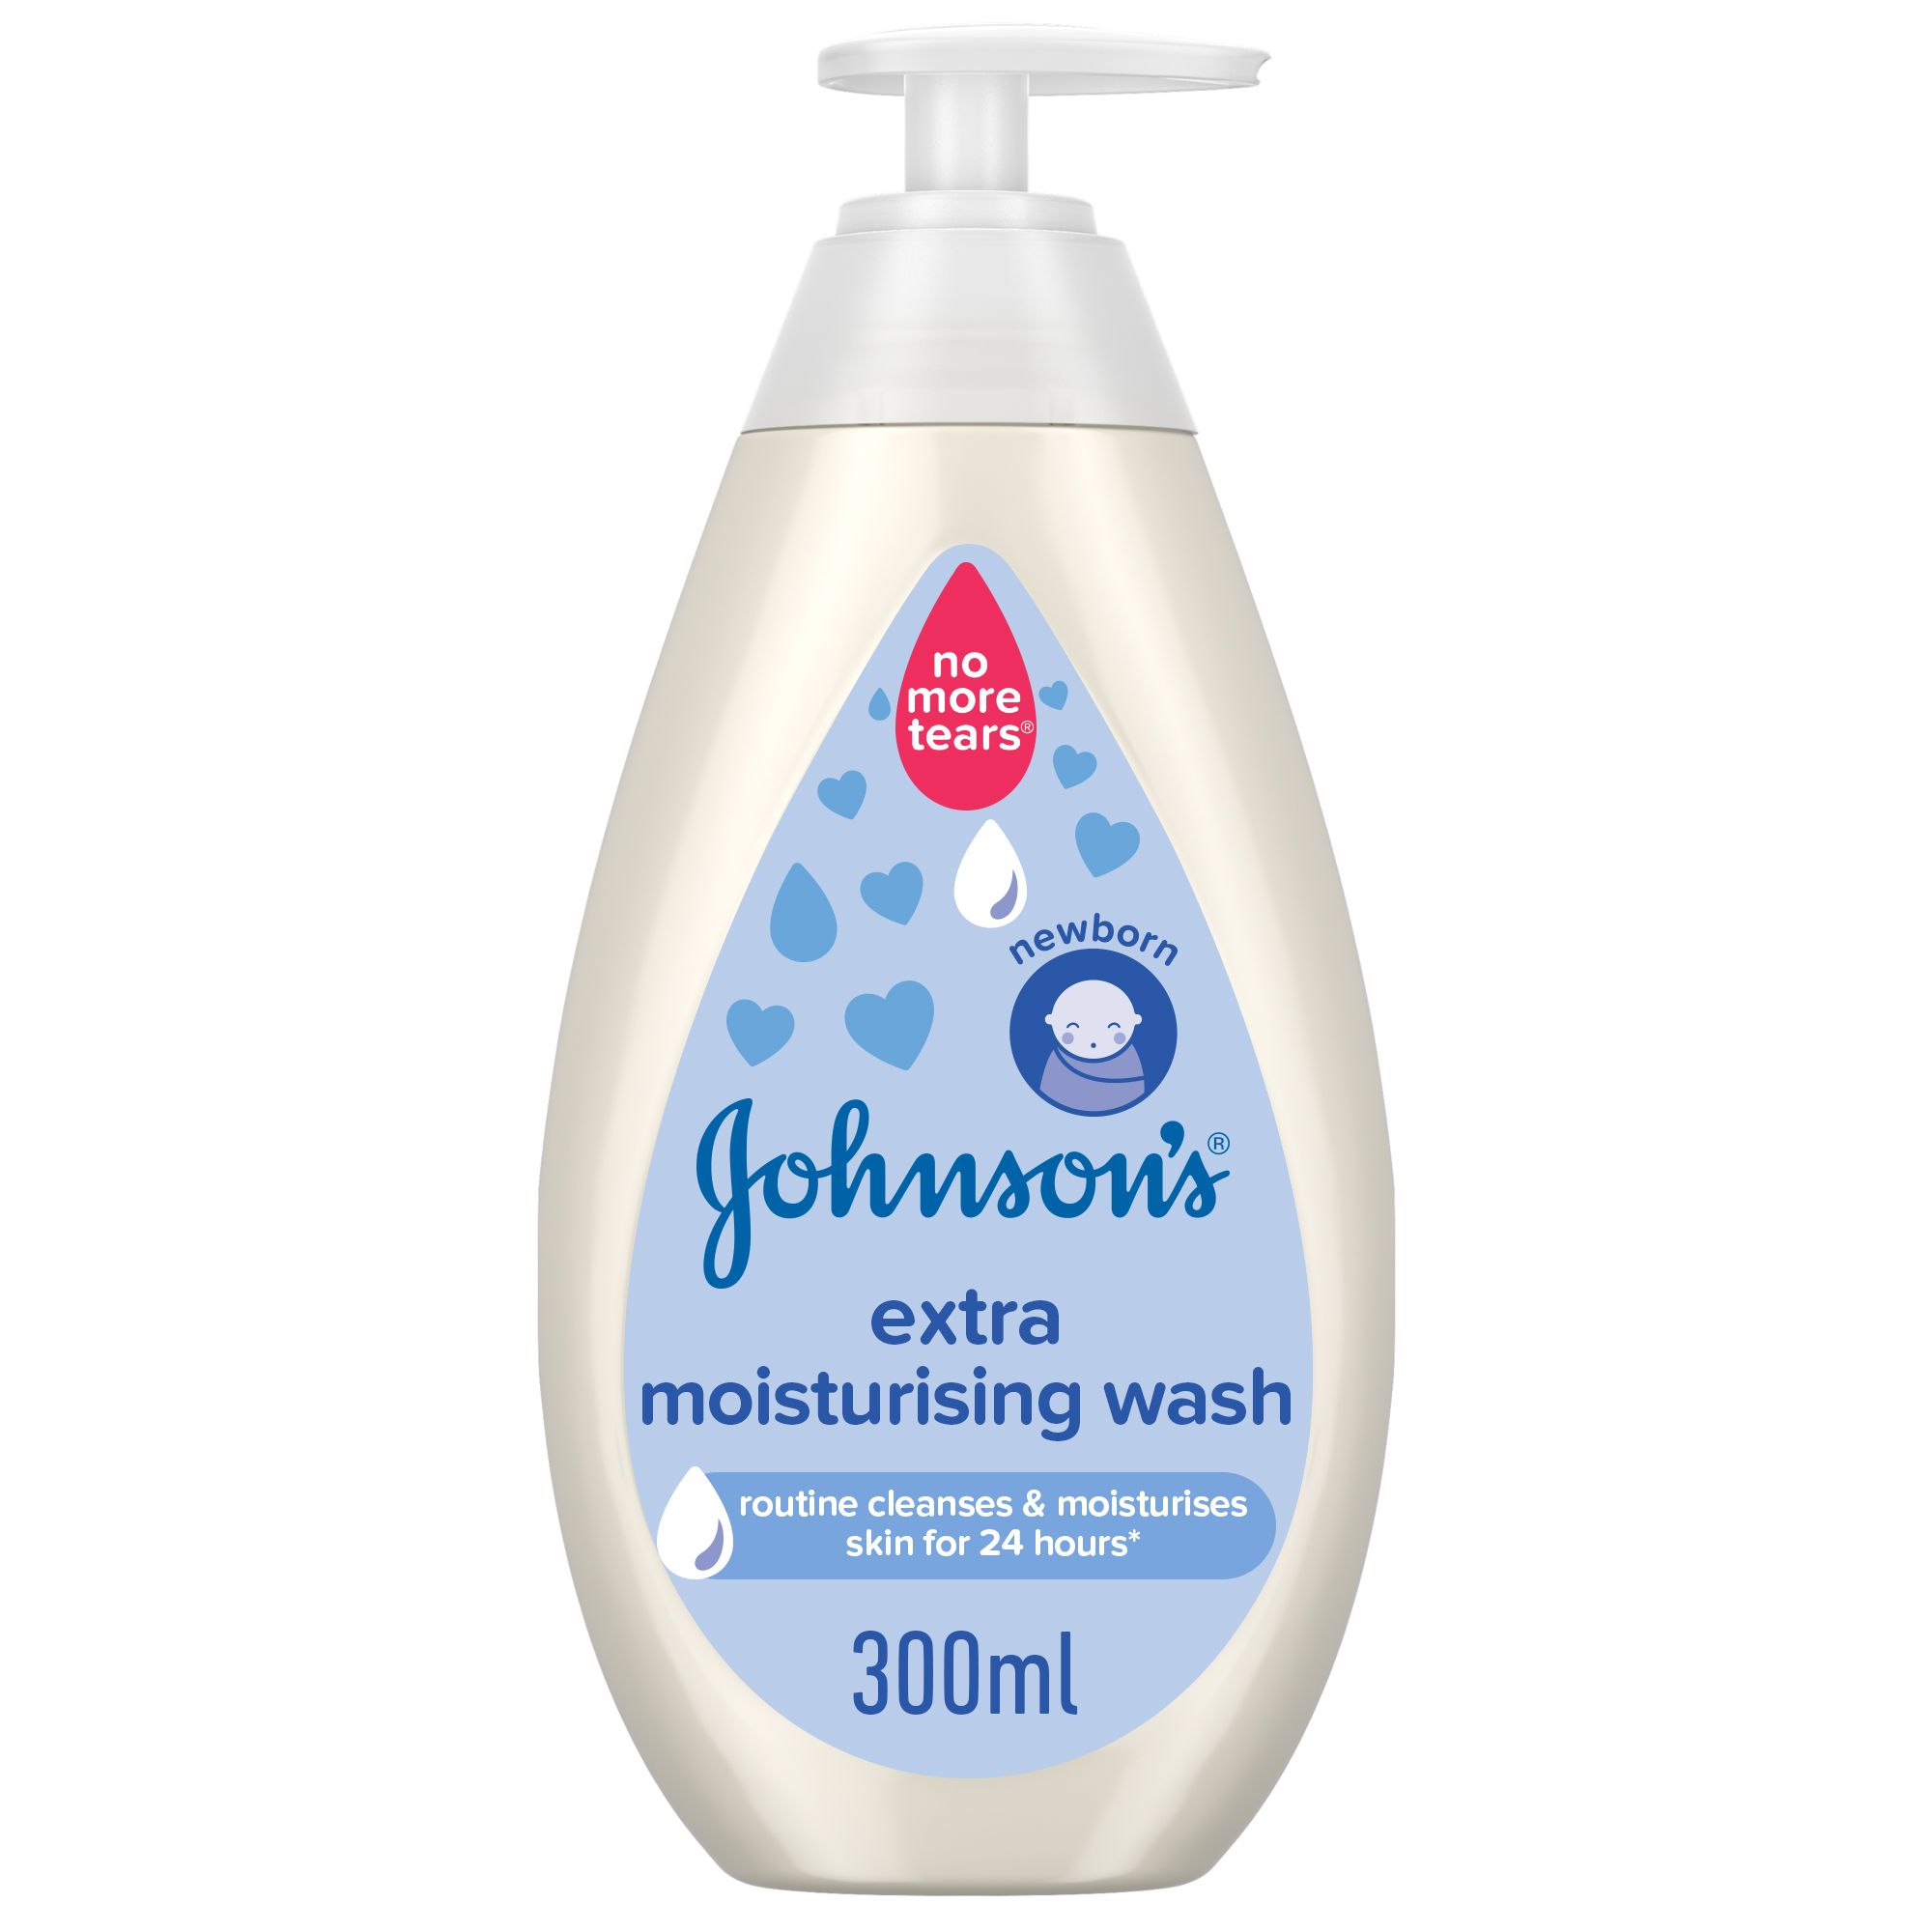 no
more
tears®
newborn
Johnson's®
extra
moisturising wash
routine cleanses & moisturises
skin for 24 hours*
300ml